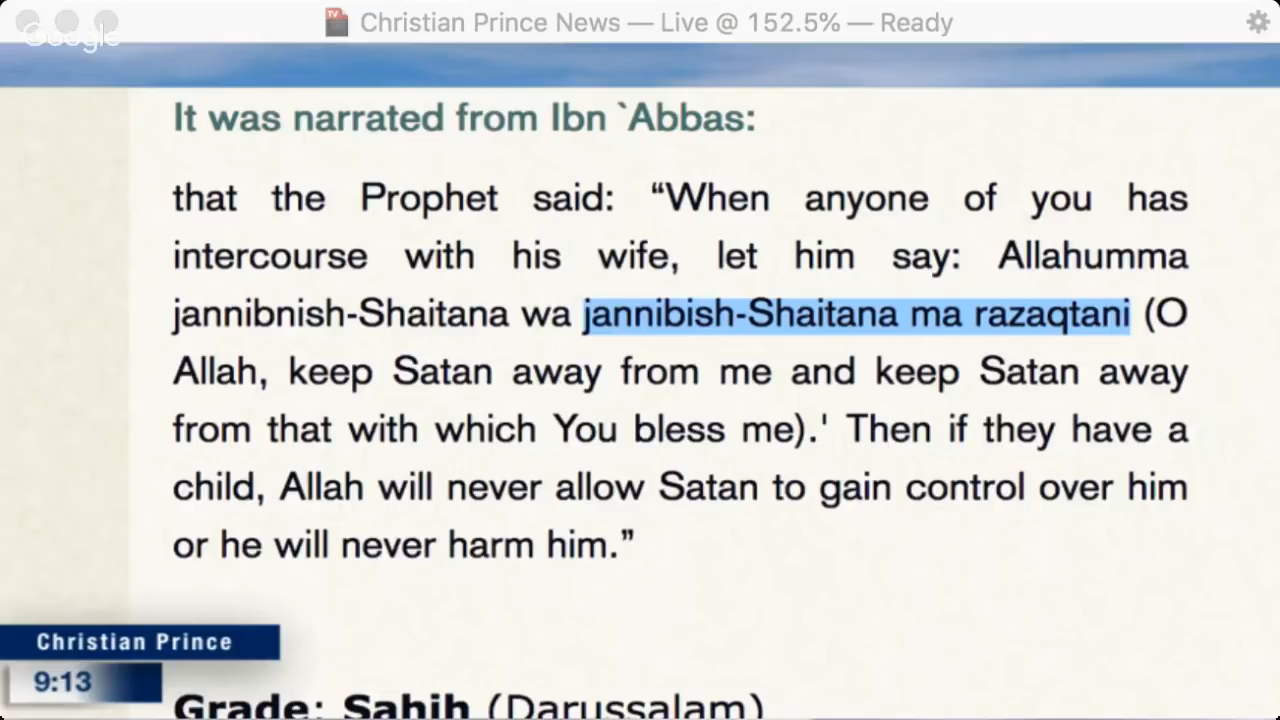 Christian Prince News — Live @ 152.5% — Ready
Google
It was narrated from Ibn `Abbas:
that the Prophet said: “When anyone of you has
intercourse with his wife, let him say: Allahumma
jannibnish-Shaitana wa jannibish-Shaitana ma razaqtani (O
Allah, keep Satan away from me and keep Satan away
from that with which You bless me).' Then if they have a
child, Allah will never allow Satan to gain control over him
or he will never harm him.”
Christian Prince
9:13
Grade: Sahih (Darussalam)